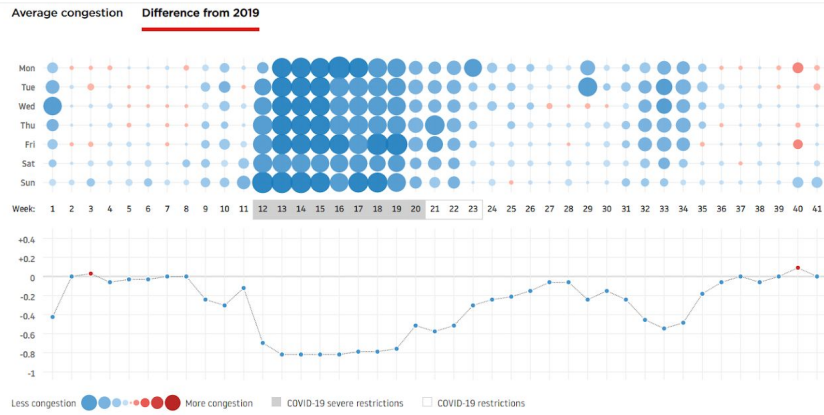 Average congestion Difference from 2019
Mon
Tue
Wed
Thu
Fri
Sat
Sun
Week: 1 2 3 4 5 6 7 8 9 10 11 12 13 14 15 16 17 18 19 20 21 22 23 24 25 26 27 28 29 30 31 32 33 34 35 36 37 38 39 40 41
+0.4
+0.2
0
-0.2
-0.4
-0.6
-0.8
-1
Less congestion More congestion COVID-19 severe restrictions COVID-19 restrictions